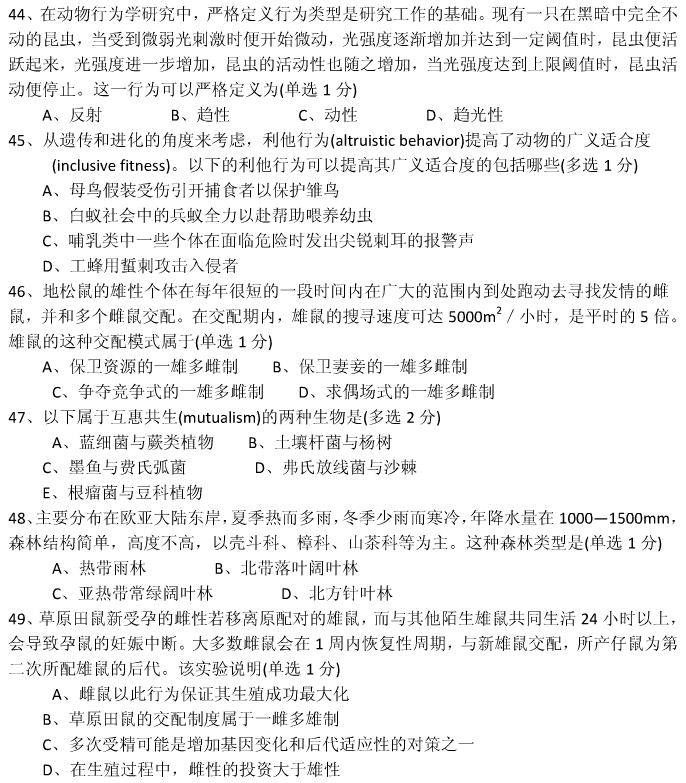 44、在动物行为学研究中，严格定义行为类型是研究工作的基础。现有一只在黑暗中完全不
动的昆虫，当受到微弱光刺激时便开始微动，光强度逐渐增加并达到一定阈值时，昆虫便活
跃起来，光强度进一步增加，昆虫的活动性也随之增加，当光强度达到上限阈值时，昆虫活
动便停止。这一行为可以严格定义为(单选 1 分)
A、反射 B、趋性 C、动性 D、趋光性
45、从遗传和进化的角度来考虑，利他行为(altruistic behavior)提高了动物的广义适合度
(inclusive fitness)。以下的利他行为可以提高其广义适合度的包括哪些(多选 1 分)
A、母鸟假装受伤引开捕食者以保护雏鸟
B、白蚁社会中的兵蚁全力以赴帮助喂养幼虫
C、哺乳类中一些个体在面临危险时发出尖锐刺耳的报警声
D、工蜂用蜇刺攻击入侵者
46、地松鼠的雄性个体在每年很短的一段时间内在广大的范围内到处跑动去寻找发情的雌
鼠，并和多个雌鼠交配。在交配期内，雄鼠的搜寻速度可达 5000m²／小时，是平时的 5 倍。
雄鼠的这种交配模式属于(单选 1 分)
A、保卫资源的一雄多雌制 B、保卫妻妾的一雄多雌制
C、争夺竞争式的一雄多雌制 D、求偶场式的一雄多雌制
47、以下属于互惠共生(mutualism)的两种生物是(多选 2 分)
A、蓝细菌与蕨类植物 B、土壤杆菌与杨树
C、墨鱼与费氏弧菌 D、弗氏放线菌与沙棘
E、根瘤菌与豆科植物
48、主要分布在欧亚大陆东岸，夏季热而多雨，冬季少雨而寒冷，年降水量在 1000—1500mm，
森林结构简单，高度不高，以壳斗科、樟科、山茶科等为主。这种森林类型是(单选 1 分)
A、热带雨林 B、北带落叶阔叶林
C、亚热带常绿阔叶林 D、北方针叶林
49、草原田鼠新受孕的雌性若移离原配对的雄鼠，而与其他陌生雄鼠共同生活 24 小时以上，
会导致孕鼠的妊娠中断。大多数雌鼠会在 1 周内恢复性周期，与新雄鼠交配，所产仔鼠为第
二次所配雄鼠的后代。该实验说明(单选 1 分)
A、雌鼠以此行为保证其生殖成功最大化
B、草原田鼠的交配制度属于一雌多雄制
C、多次受精可能是增加基因变化和后代适应性的对策之一
D、在生殖过程中，雌性的投资大于雄性